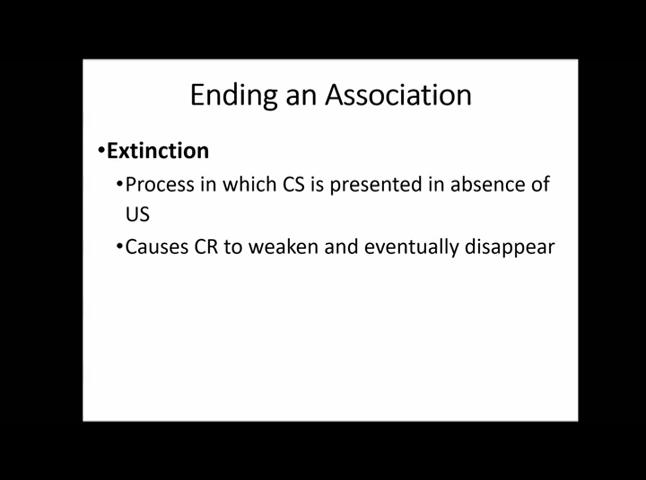 Ending an Association
•Extinction
•Process in which CS is presented in absence of
US
•Causes CR to weaken and eventually disappear